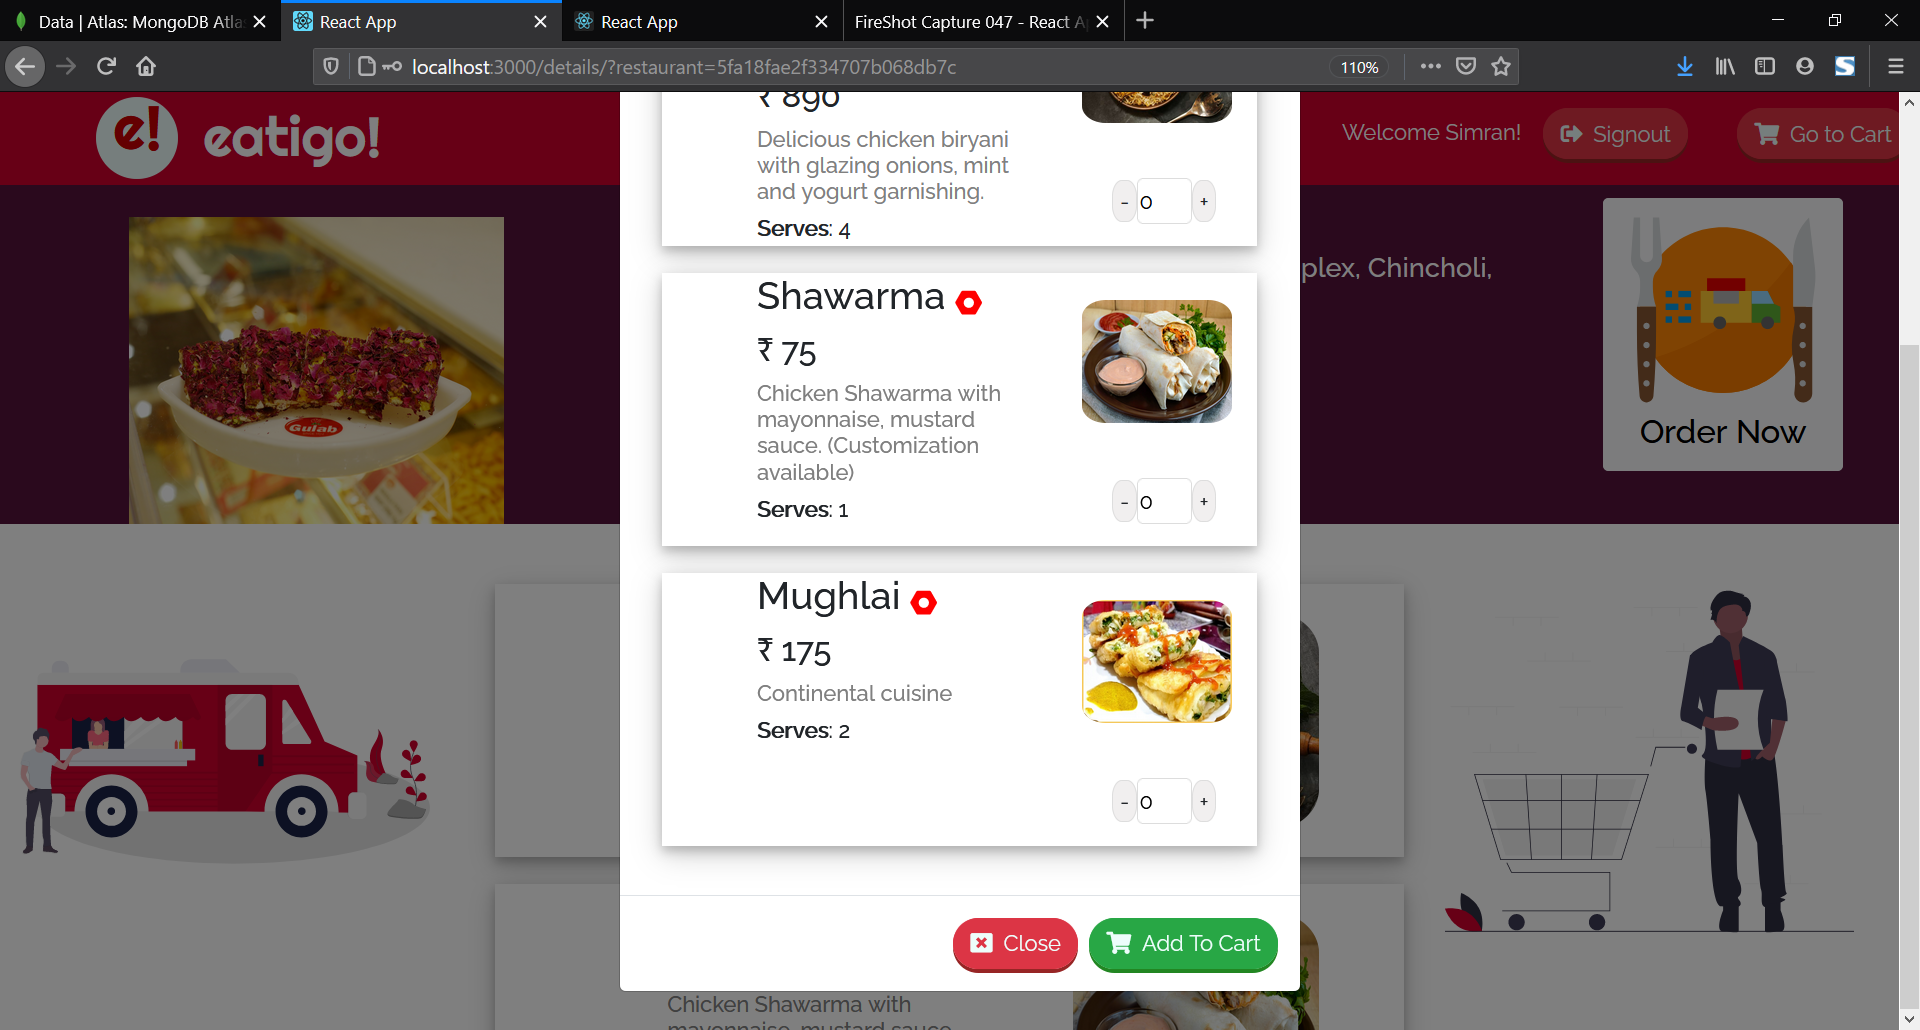 Data | Atlas: MongoDB Atla
React App
React App
FireShot Capture 047 - React A
localhost:3000/details/?restaurant=5fa18fae2f334707b068db7c
110%
e! eatigo!
Welcome Simran!
Signout
Go to Cart
₹ 890
Delicious chicken biryani
with glazing onions, mint
and yogurt garnishing.
Serves: 4
- 0 +
plex, Chincholi,
Gulab
Order Now
Shawarma
₹ 75
Chicken Shawarma with
mayonnaise, mustard
sauce. (Customization
available)
Serves: 1
- 0 +
Mughlai
₹ 175
Continental cuisine
Serves: 2
- 0 +
Close
Add To Cart
Chicken Shawarma with
mayonnaise, mustard sauce